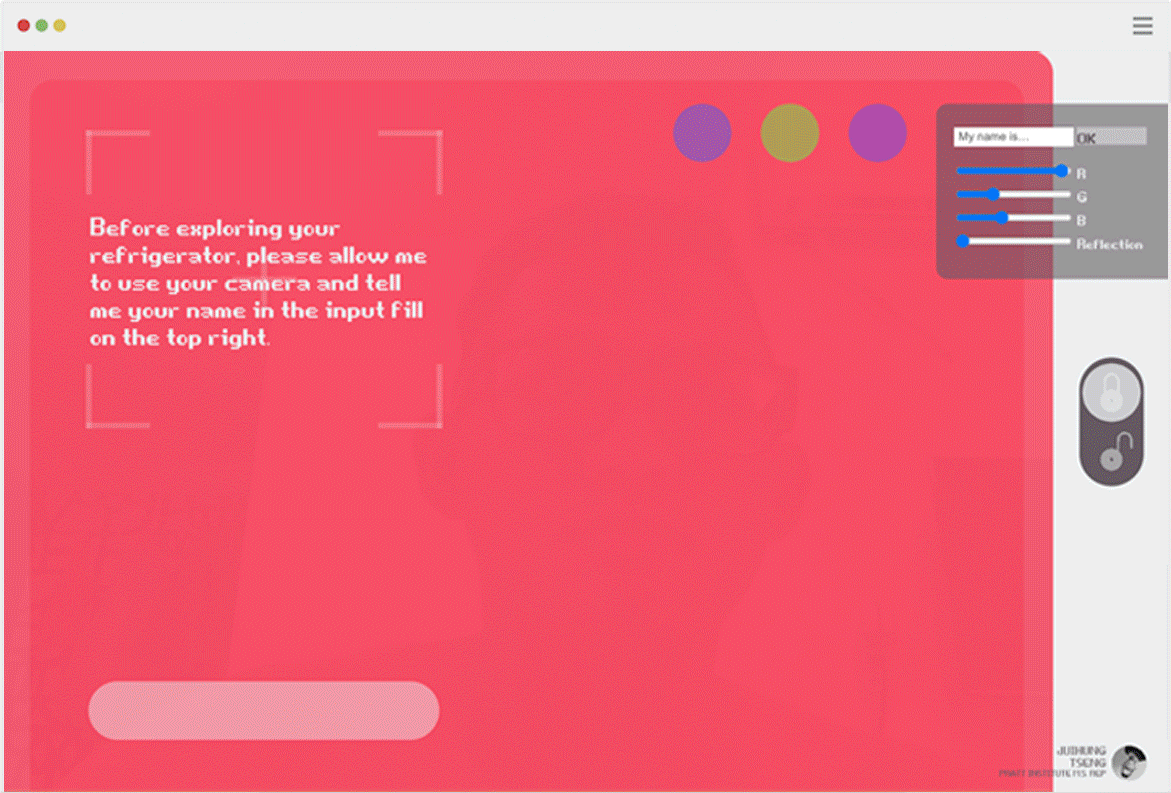 Before exploring your
refrigerator, please allow me
to use your camera and tell
me your name in the input fill
on the top right.
My name is...
OK
R
G
B
Reflection
JUIHUNG
TSENG
PRATT INSTITUTE